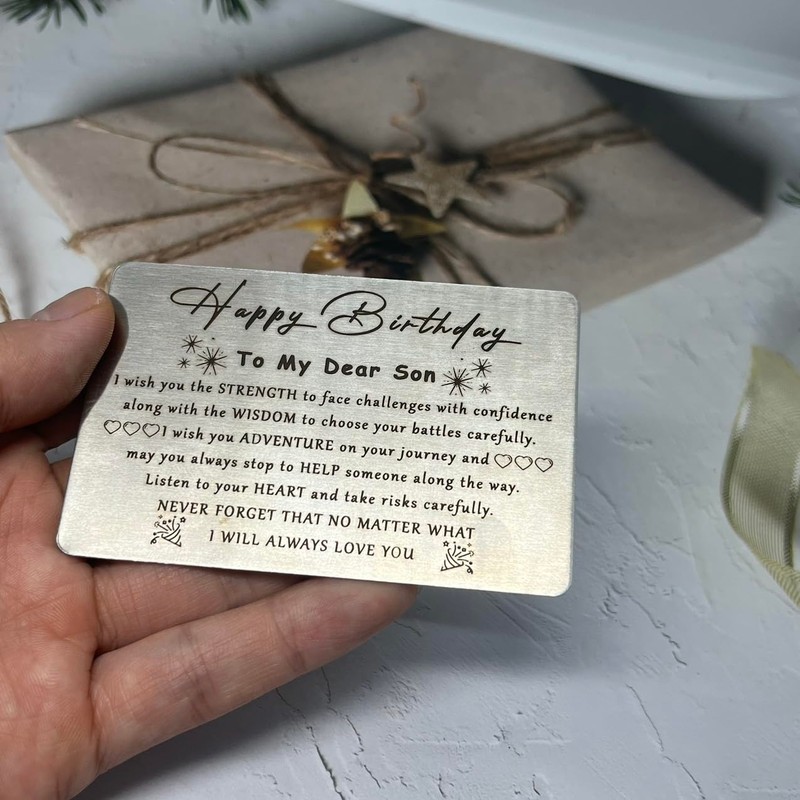 Happy Birthday
To My Dear Son
I wish you the STRENGTH to face challenges with confidence
along with the WISDOM to choose your battles carefully.
I wish you ADVENTURE on your journey and
may you always stop to HELP someone along the way.
Listen to your HEART and take risks carefully.
NEVER FORGET THAT NO MATTER WHAT
I WILL ALWAYS LOVE YOU